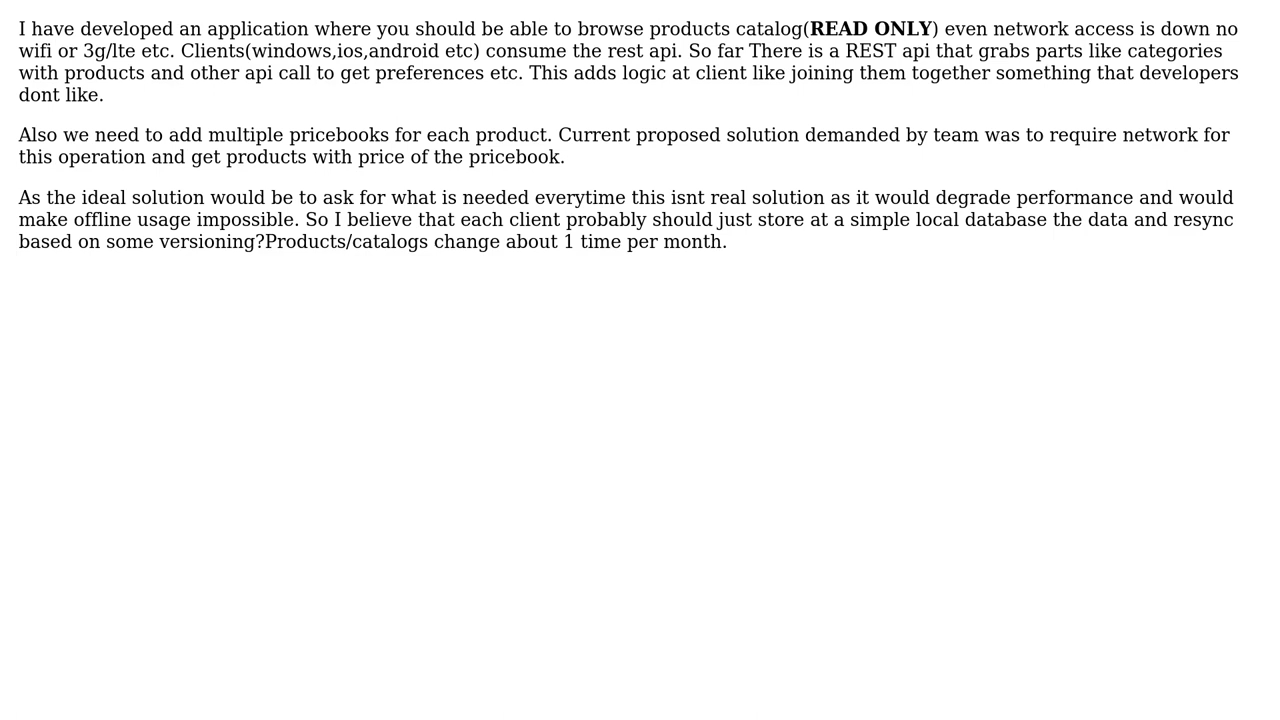 I have developed an application where you should be able to browse products catalog(READ ONLY) even network access is down no
wifi or 3g/lte etc. Clients(windows,ios,android etc) consume the rest api. So far There is a REST api that grabs parts like categories
with products and other api call to get preferences etc. This adds logic at client like joining them together something that developers
dont like.
Also we need to add multiple pricebooks for each product. Current proposed solution demanded by team was to require network for
this operation and get products with price of the pricebook.
As the ideal solution would be to ask for what is needed everytime this isnt real solution as it would degrade performance and would
make offline usage impossible. So I believe that each client probably should just store at a simple local database the data and resync
based on some versioning?Products/catalogs change about 1 time per month.